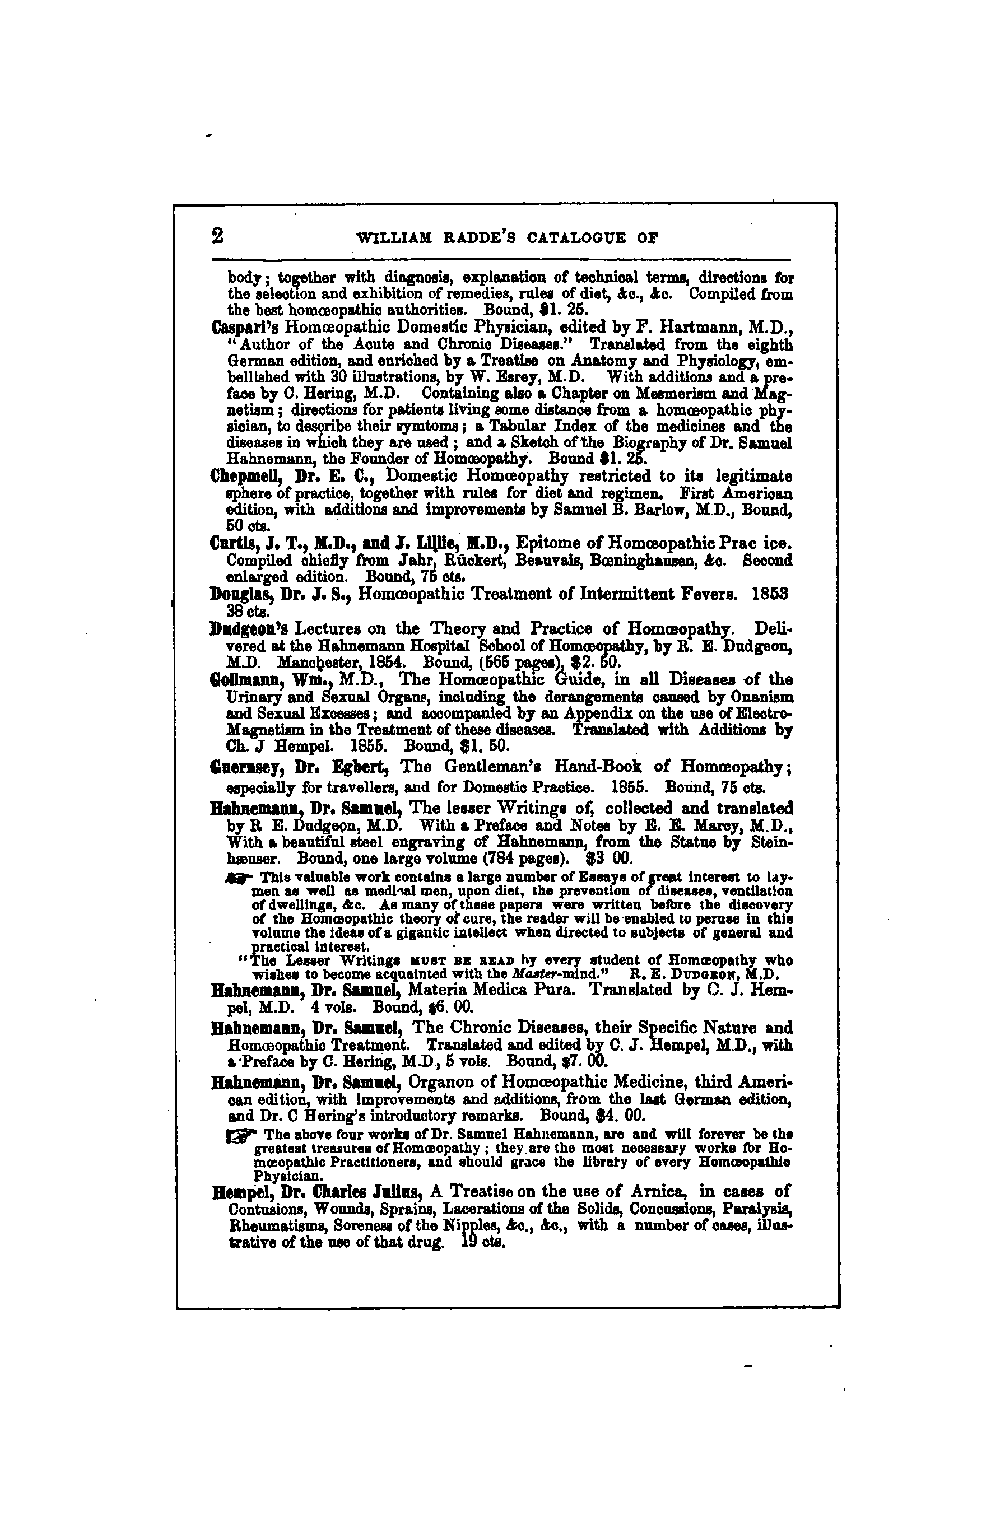 2 WILLIAM RADDE'S CATALOGUE OF
body; together with diagnosis, explanation of technical terms, directions for
the selection and exhibition of remedies, rules of diet, &c., &c. Compiled from
the best homœopathic authorities. Bound, $1. 25.
Caspari's Homœopathic Domestic Physician, edited by F. Hartmann, M.D.,
"Author of the Acute and Chronic Diseases." Translated from the eighth
German edition, and enriched by a Treatise on Anatomy and Physiology, em-
bellished with 30 illustrations, by W. Esrey, M.D. With additions and a pre-
face by C. Hering, M.D. Containing also a Chapter on Mesmerism and Mag-
netism; directions for patients living some distance from a homœopathic phy-
sician, to describe their symtoms; a Tabular Index of the medicines and the
diseases in which they are used; and a Sketch of the Biography of Dr. Samuel
Hahnemann, the Founder of Homœopathy. Bound $1. 25.
Chepmell, Dr. E. C., Domestic Homœopathy restricted to its legitimate
sphere of practice, together with rules for diet and regimen. First American
edition, with additions and improvements by Samuel B. Barlow, M.D., Bound,
50 cts.
Curtis, J. T., M.D., and J. Lillie, M.D., Epitome of Homœopathic Prac ice.
Compiled chiefly from Jahr, Rückert, Beauvais, Bœninghausen, &c. Second
enlarged edition. Bound, 75 cts.
Douglas, Dr. J. S., Homœopathic Treatment of Intermittent Fevers. 1853
38 cts.
Dudgeon's Lectures on the Theory and Practice of Homœopathy. Deli-
vered at the Hahnemann Hospital School of Homœopathy, by R. E. Dudgeon,
M.D. Manchester, 1854. Bound, (565 pages), $2. 50.
Gollmann, Wm., M.D., The Homœopathic Guide, in all Diseases of the
Urinary and Sexual Organs, including the derangements caused by Onanism
and Sexual Excesses; and accompanied by an Appendix on the use of Electro-
Magnetism in the Treatment of these diseases. Translated with Additions by
Ch. J Hempel. 1855. Bound, $1. 50.
Guernsey, Dr. Egbert, The Gentleman's Hand-Book of Homœopathy;
especially for travellers, and for Domestic Practice. 1855. Bound, 75 cts.
Hahnemann, Dr. Samuel, The lesser Writings of, collected and translated
by R E. Dudgeon, M.D. With a Preface and Notes by E. E. Marcy, M.D.,
With a beautiful steel engraving of Hahnemann, from the Statue by Stein-
hæuser. Bound, one large volume (784 pages). $3 00.
☞ This valuable work contains a large number of Essays of great interest to lay-
men as well as medical men, upon diet, the prevention of diseases, ventilation
of dwellings, &c. As many of these papers were written before the discovery
of the Homœopathic theory of cure, the reader will be enabled to peruse in this
volume the ideas of a gigantic intellect when directed to subjects of general and
practical interest.
"The Lesser Writings MUST BE READ by every student of Homœopathy who
wishes to become acquainted with the Master-mind." R. E. DUDGEON, M.D.
Hahnemann, Dr. Samuel, Materia Medica Pura. Translated by C. J. Hem-
pel, M.D. 4 vols. Bound, $6. 00.
Hahnemann, Dr. Samuel, The Chronic Diseases, their Specific Nature and
Homœopathic Treatment. Translated and edited by C. J. Hempel, M.D., with
a Preface by C. Hering, M.D, 5 vols. Bound, $7. 00.
Hahnemann, Dr. Samuel, Organon of Homœopathic Medicine, third Ameri-
can edition, with improvements and additions, from the last German edition,
and Dr. C Hering's introductory remarks. Bound, $4. 00.
☞ The above four works of Dr. Samuel Hahnemann, are and will forever be the
greatest treasures of Homœopathy; they are the most necessary works for Ho-
mœopathic Practitioners, and should grace the library of every Homœopathic
Physician.
Hempel, Dr. Charles Julius, A Treatise on the use of Arnica, in cases of
Contusions, Wounds, Sprains, Lacerations of the Solids, Concussions, Paralysis,
Rheumatisms, Soreness of the Nipples, &c., &c., with a number of cases, illus-
trative of the use of that drug. 19 cts.